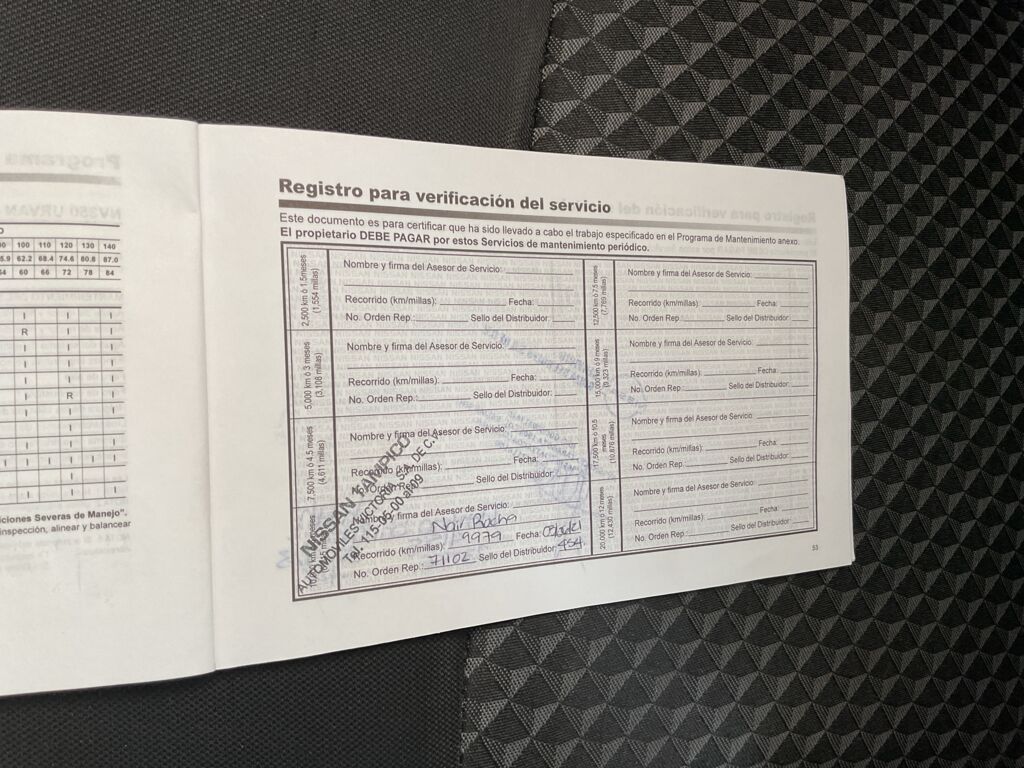 Programa
NV350 URVAN
100 110 120 130 140
62.2 68.4 74.6 80.8 87.0
60 66 72 78 84
I I I
R I I
I I I
I I I
I I I
R
I I I
I
I
I I I I I
I
I I I
ciones Severas de Manejo".
inspección, alinear y balancear
Registro para verificación del servicio
Este documento es para certificar que ha sido llevado a cabo el trabajo especificado en el Programa de Mantenimiento anexo.
El propietario DEBE PAGAR por estos Servicios de mantenimiento periódico.
2,500 km ó 1.5meses
(1,554 millas)
Nombre y firma del Asesor de Servicio:
Recorrido (km/millas): Fecha:
No. Orden Rep.: Sello del Distribuidor:
5,000 km ó 3 meses
(3,108 millas)
Nombre y firma del Asesor de Servicio:
Recorrido (km/millas): Fecha:
No. Orden Rep.: Sello del Distribuidor:
7,500 km ó 4.5 meses
(4,611 millas)
Nombre y firma del Asesor de Servicio:
Recorrido (km/millas): Fecha:
No. Orden Rep.: Sello del Distribuidor:
Nombre y firma del Asesor de Servicio:
Recorrido (km/millas): 9979 Fecha:
No. Orden Rep.: 71102 Sello del Distribuidor: 454.
NISSAN TAMPICO
AUTOMOVILES VICTORIA, S.A. DE C.V.
Tel. 115 05 00 al 09
12,500 km ó 7.5 meses
(7,769 millas)
Nombre y firma del Asesor de Servicio:
Recorrido (km/millas): Fecha:
No. Orden Rep.: Sello del Distribuidor:
15,000 km ó 9 meses
(9,323 millas)
Nombre y firma del Asesor de Servicio:
Recorrido (km/millas): Fecha:
No. Orden Rep.: Sello del Distribuidor:
17,500 km ó 10.5
meses
(10,876 millas)
Nombre y firma del Asesor de Servicio:
Recorrido (km/millas): Fecha:
No. Orden Rep.: Sello del Distribuidor:
20,000 km ó 12 meses
(12,430 millas)
Nombre y firma del Asesor de Servicio:
Recorrido (km/millas): Fecha:
No. Orden Rep.: Sello del Distribuidor:
53